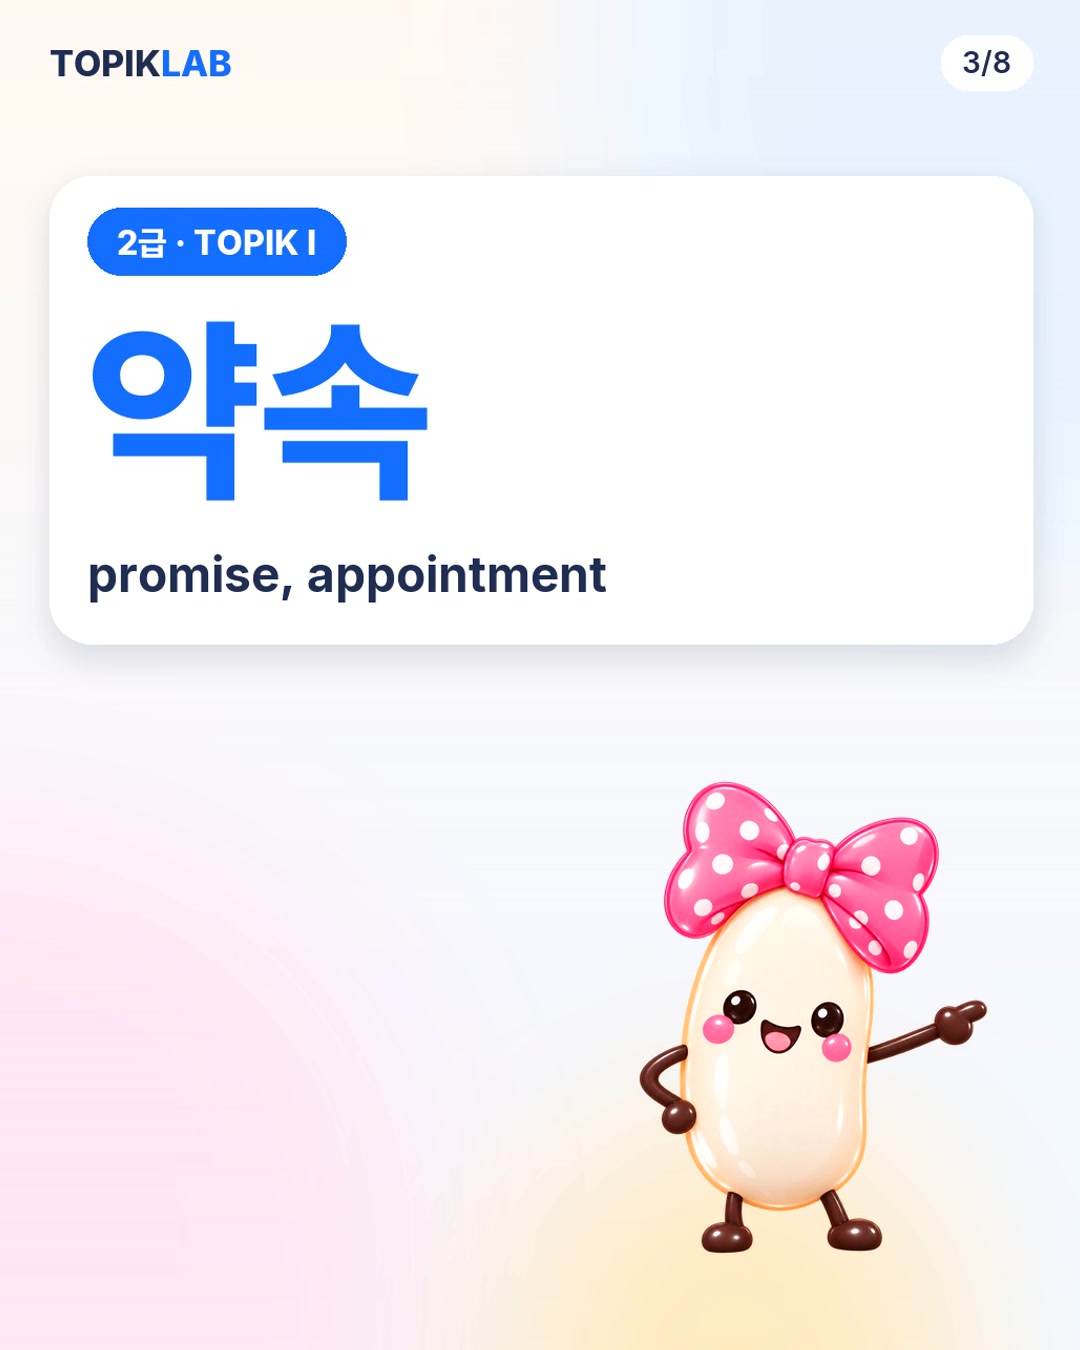 TOPIKLAB
3/8
2급 · TOPIK I
약속
promise, appointment